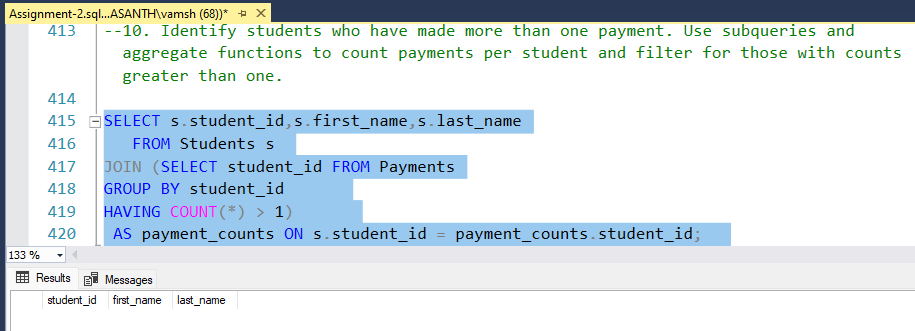 Assignment-2.sql...ASANTH\vamsh (68))*
413 --10. Identify students who have made more than one payment. Use subqueries and
aggregate functions to count payments per student and filter for those with counts
greater than one.
414
415 SELECT s.student_id,s.first_name,s.last_name
416 FROM Students s
417 JOIN (SELECT student_id FROM Payments
418 GROUP BY student_id
419 HAVING COUNT(*) > 1)
420 AS payment_counts ON s.student_id = payment_counts.student_id;
133 %
Results Messages
student_id first_name last_name